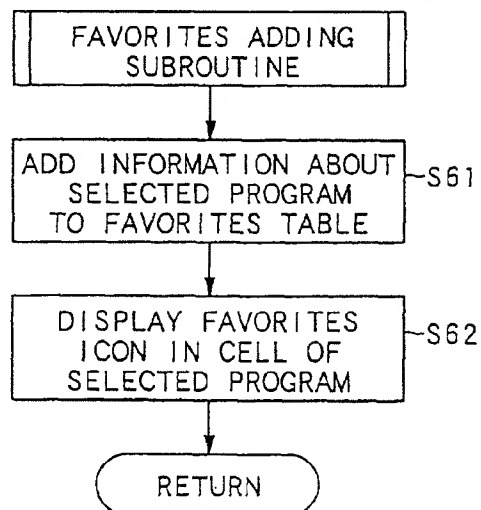 FAVORITES ADDING
SUBROUTINE
ADD INFORMATION ABOUT
SELECTED PROGRAM
TO FAVORITES TABLE
S61
DISPLAY FAVORITES
ICON IN CELL OF
SELECTED PROGRAM
S62
RETURN